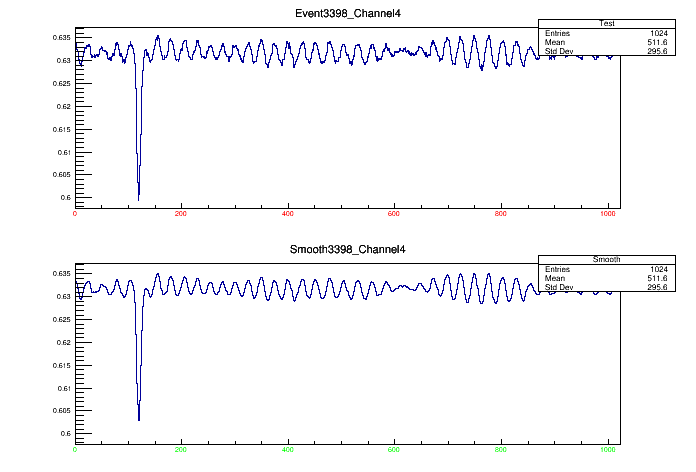 Event3398_Channel4
Test
Entries 1024
Mean 511.6
Std Dev 295.6
0.635
0.63
0.625
0.62
0.615
0.61
0.605
0.6
0 200 400 600 800 1000
Smooth3398_Channel4
Smooth
Entries 1024
Mean 511.6
Std Dev 295.6
0.635
0.63
0.625
0.62
0.615
0.61
0.605
0.6
0 200 400 600 800 1000